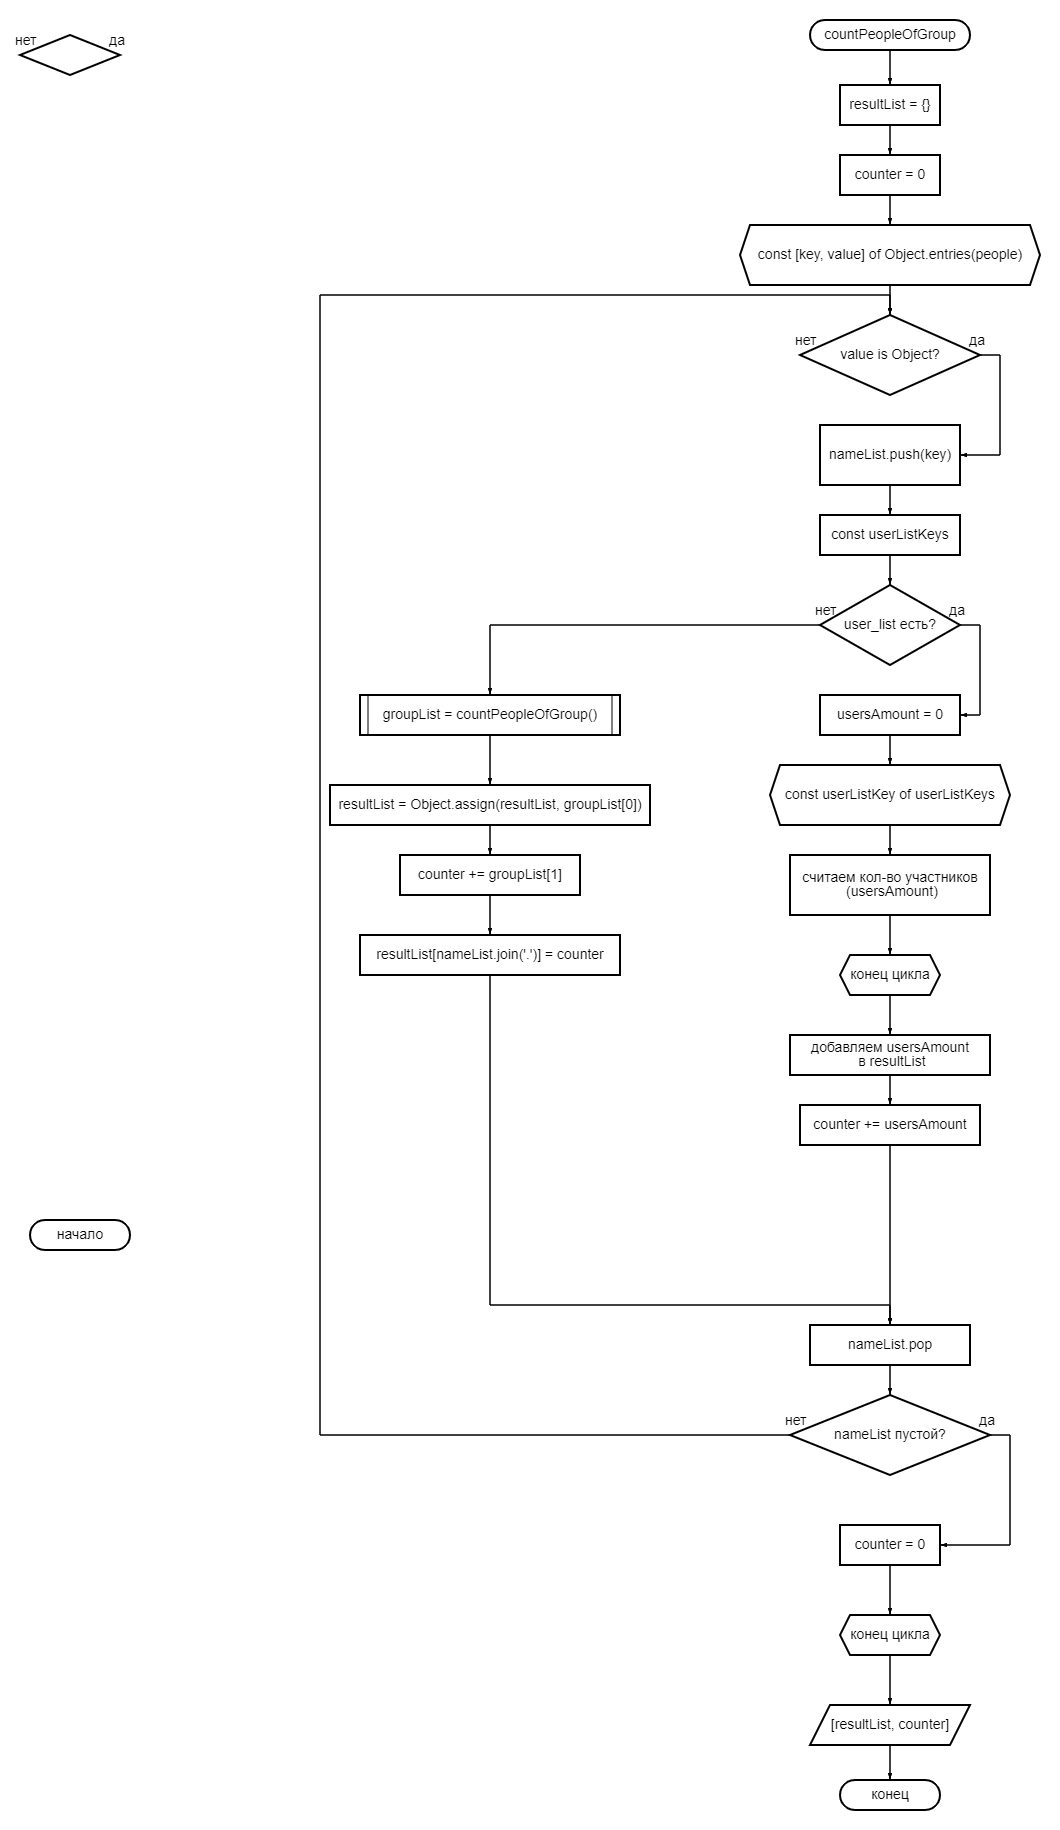 нет
да
countPeopleOfGroup
resultList = {}
counter = 0
const [key, value] of Object.entries(people)
нет
да
value is Object?
nameList.push(key)
const userListKeys
нет
да
user_list есть?
groupList = countPeopleOfGroup()
usersAmount = 0
resultList = Object.assign(resultList, groupList[0])
const userListKey of userListKeys
counter += groupList[1]
считаем кол-во участников
(usersAmount)
resultList[nameList.join('.')] = counter
конец цикла
добавляем usersAmount
в resultList
counter += usersAmount
начало
nameList.pop
нет
да
nameList пустой?
counter = 0
конец цикла
[resultList, counter]
конец